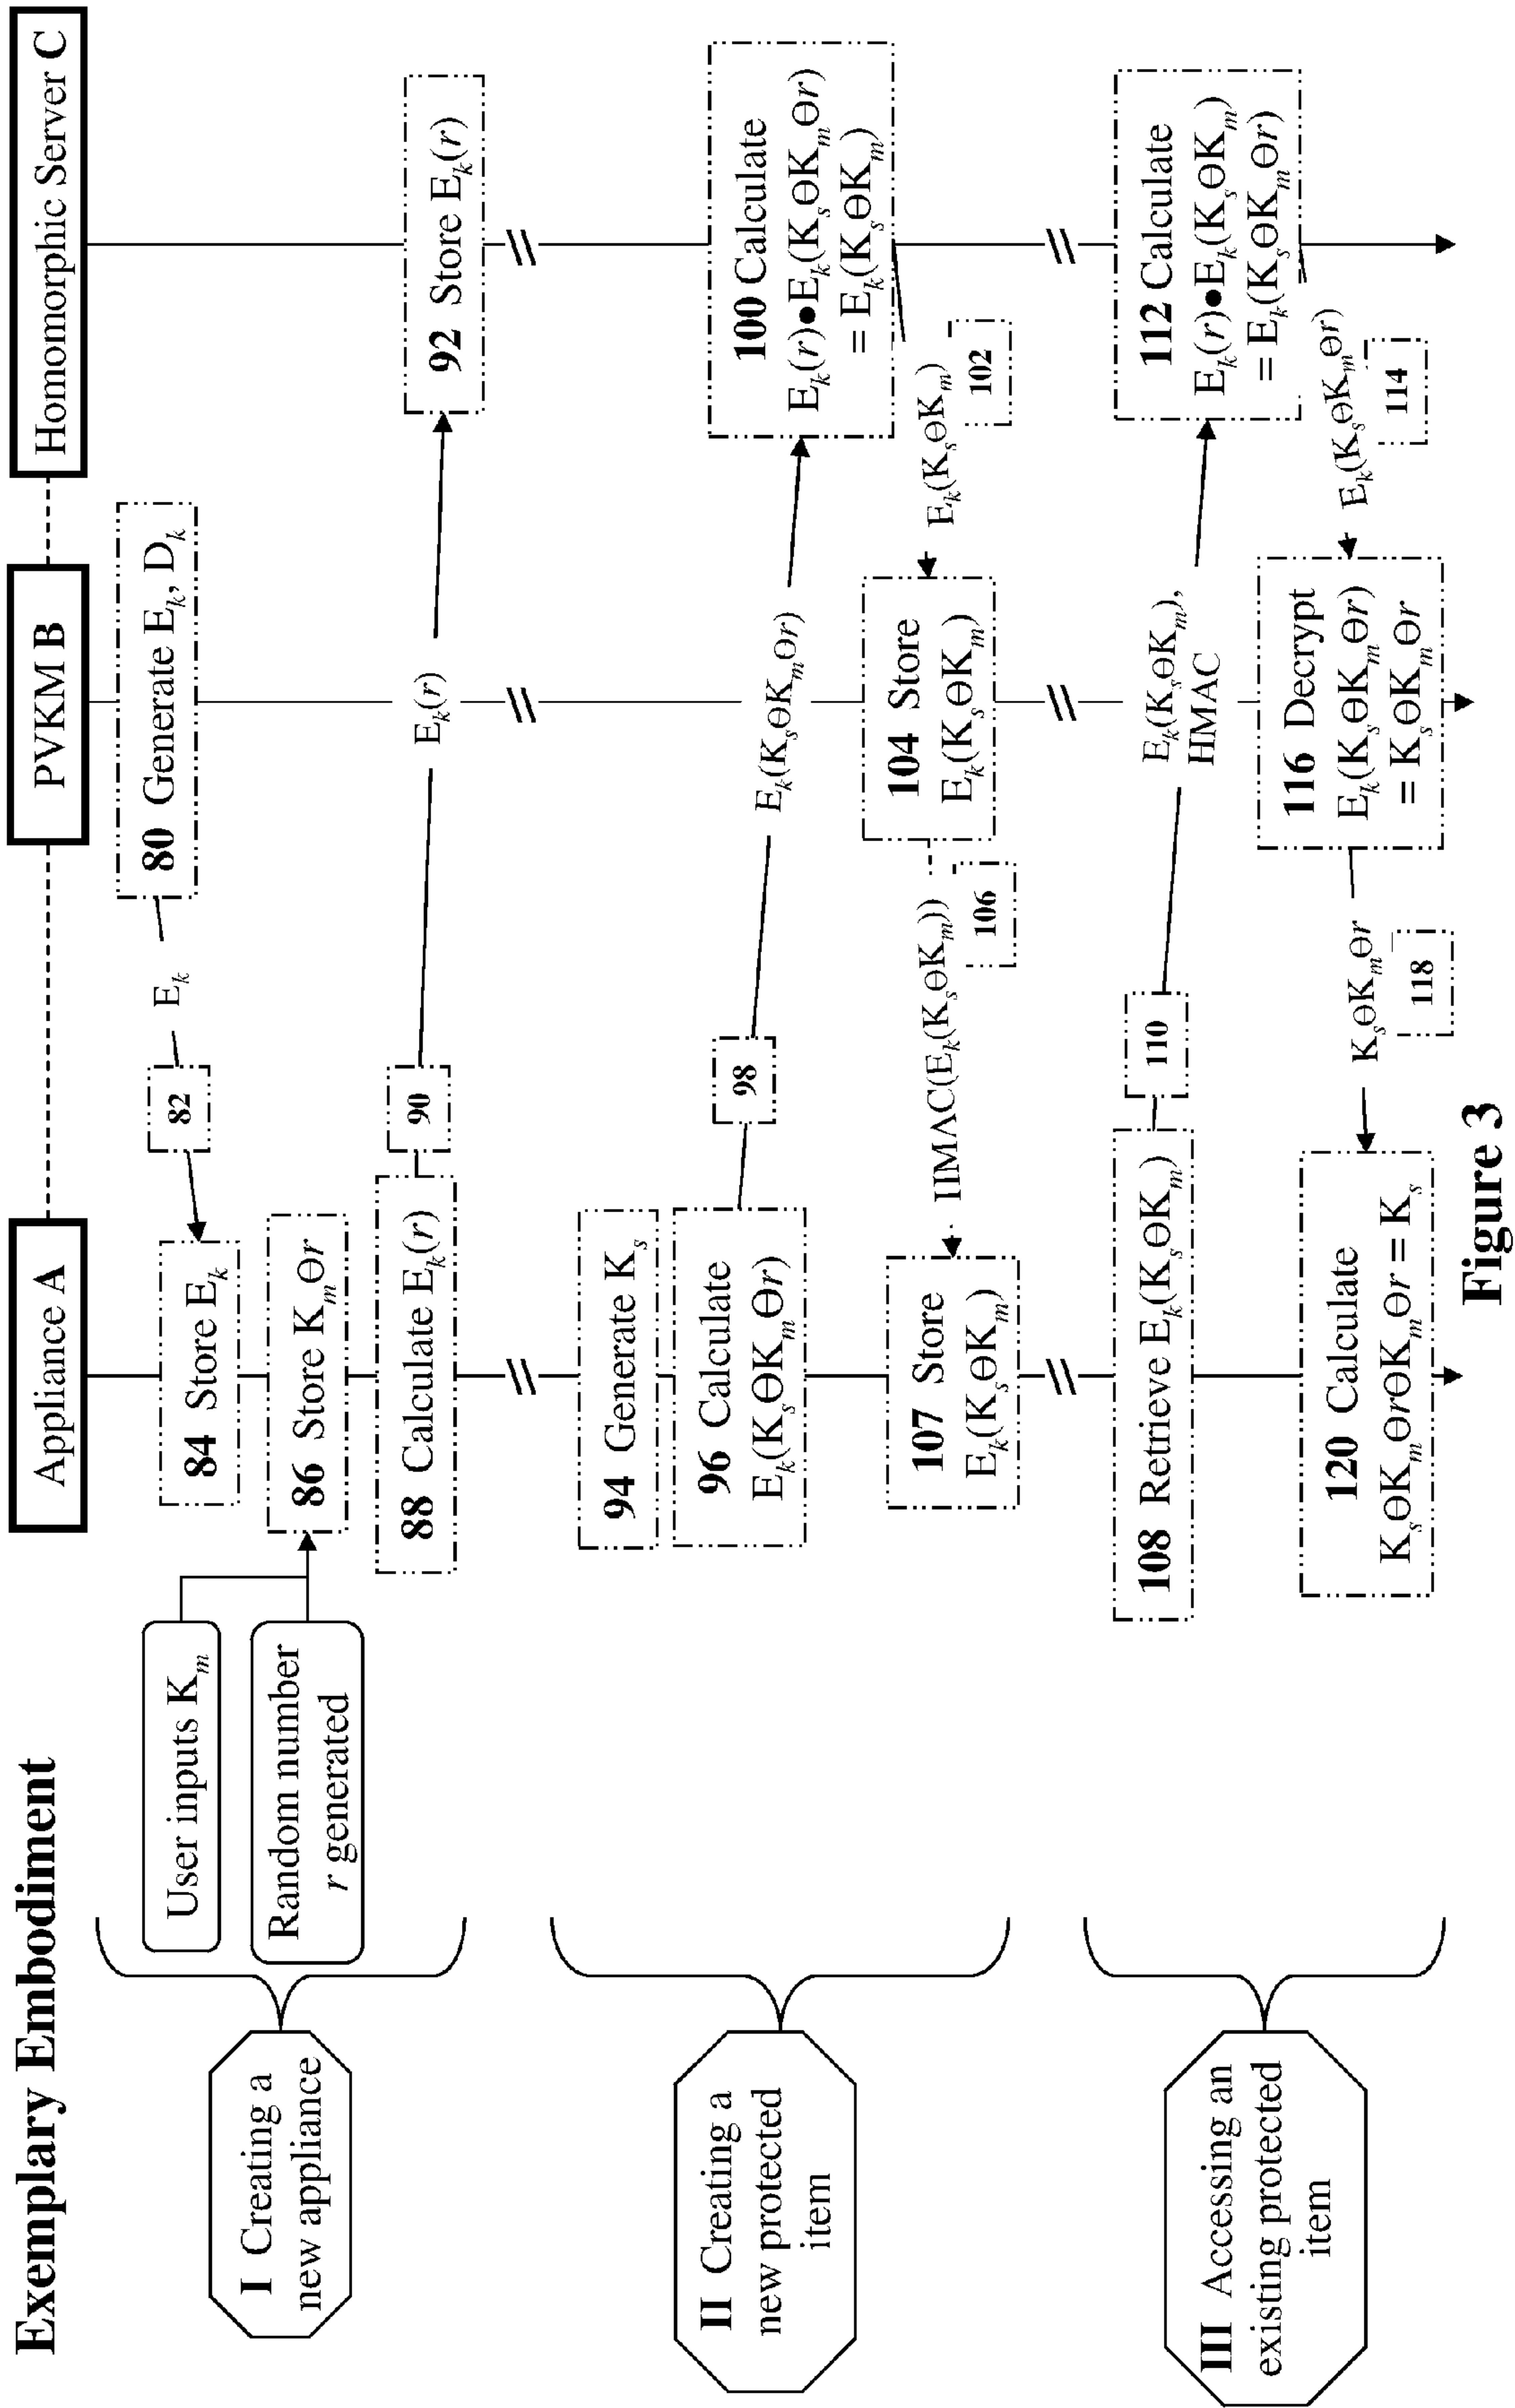 Exemplary Embodiment
Appliance A
PVKM B
Homomorphic Server C
I Creating a
new appliance
User inputs Kₘ
Random number
r generated
80 Generate Eₖ, Dₖ
Eₖ
82
84 Store Eₖ
86 Store KₘΘr
88 Calculate Eₖ(r)
90
Eₖ(r)
92 Store Eₖ(r)
II Creating a
new protected
item
94 Generate Kₛ
96 Calculate
Eₖ(KₛΘKₘΘr)
98
Eₖ(KₛΘKₘΘr)
100 Calculate
Eₖ(r)●Eₖ(KₛΘKₘΘr)
= Eₖ(KₛΘKₘ)
Eₖ(KₛΘKₘ)
102
104 Store
Eₖ(KₛΘKₘ)
HMAC(Eₖ(KₛΘKₘ))
106
107 Store
Eₖ(KₛΘKₘ)
III Accessing an
existing protected
item
108 Retrieve Eₖ(KₛΘKₘ)
110
Eₖ(KₛΘKₘ),
HMAC
112 Calculate
Eₖ(r)●Eₖ(KₛΘKₘ)
= Eₖ(KₛΘKₘΘr)
Eₖ(KₛΘKₘΘr)
114
116 Decrypt
Eₖ(KₛΘKₘΘr)
= KₛΘKₘΘr
KₛΘKₘΘr
118
120 Calculate
KₛΘKₘΘrΘKₘΘr = Kₛ
Figure 3